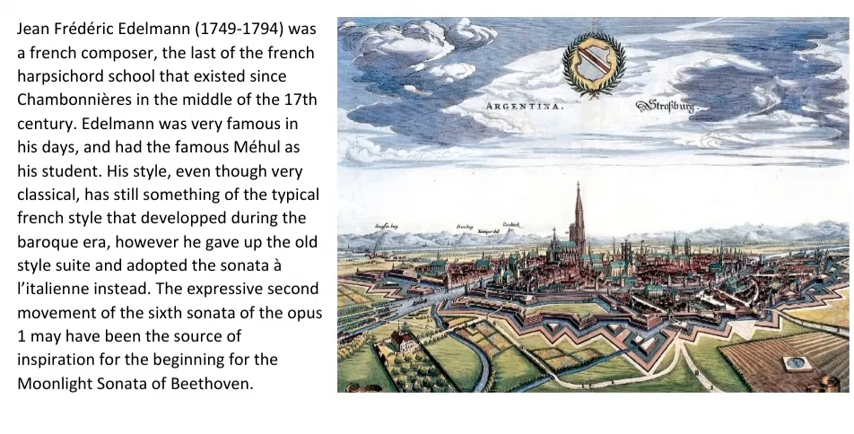 Jean Frédéric Edelmann (1749-1794) was
a french composer, the last of the french
harpsichord school that existed since
Chambonnières in the middle of the 17th
century. Edelmann was very famous in
his days, and had the famous Méhul as
his student. His style, even though very
classical, has still something of the typical
french style that developped during the
baroque era, however he gave up the old
style suite and adopted the sonata à
l’italienne instead. The expressive second
movement of the sixth sonata of the opus
1 may have been the source of
inspiration for the beginning for the
Moonlight Sonata of Beethoven.
ARGENTINA.
Straßburg.